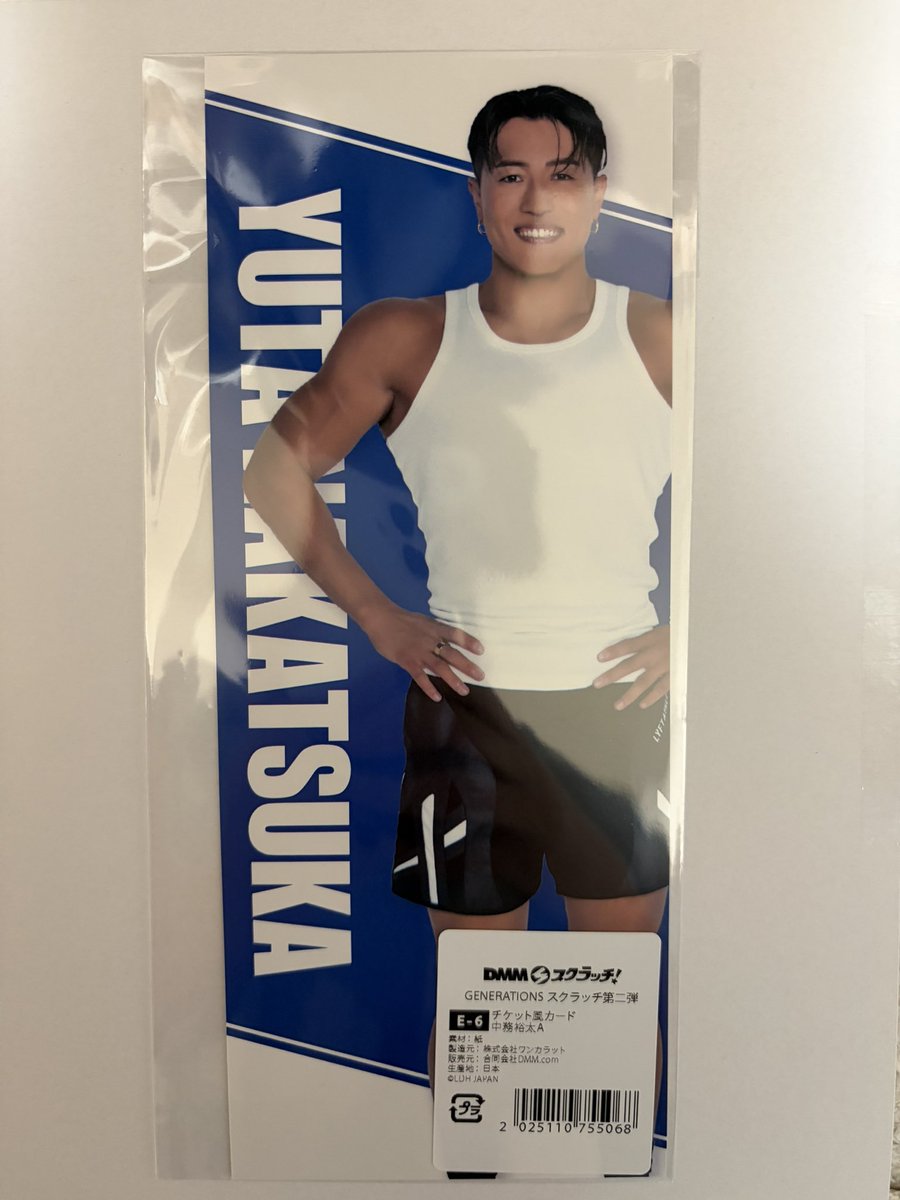 YUTA NAKATSUKA
LYFT
DMM スクラッチ!
GENERATIONS スクラッチ第二弾
E-6 チケット風カード
中務裕太A
素材：紙
製造元：株式会社ワンカラット
販売元：合同会社DMM.com
生産地：日本
©LDH JAPAN
プラ
2 025110 755068